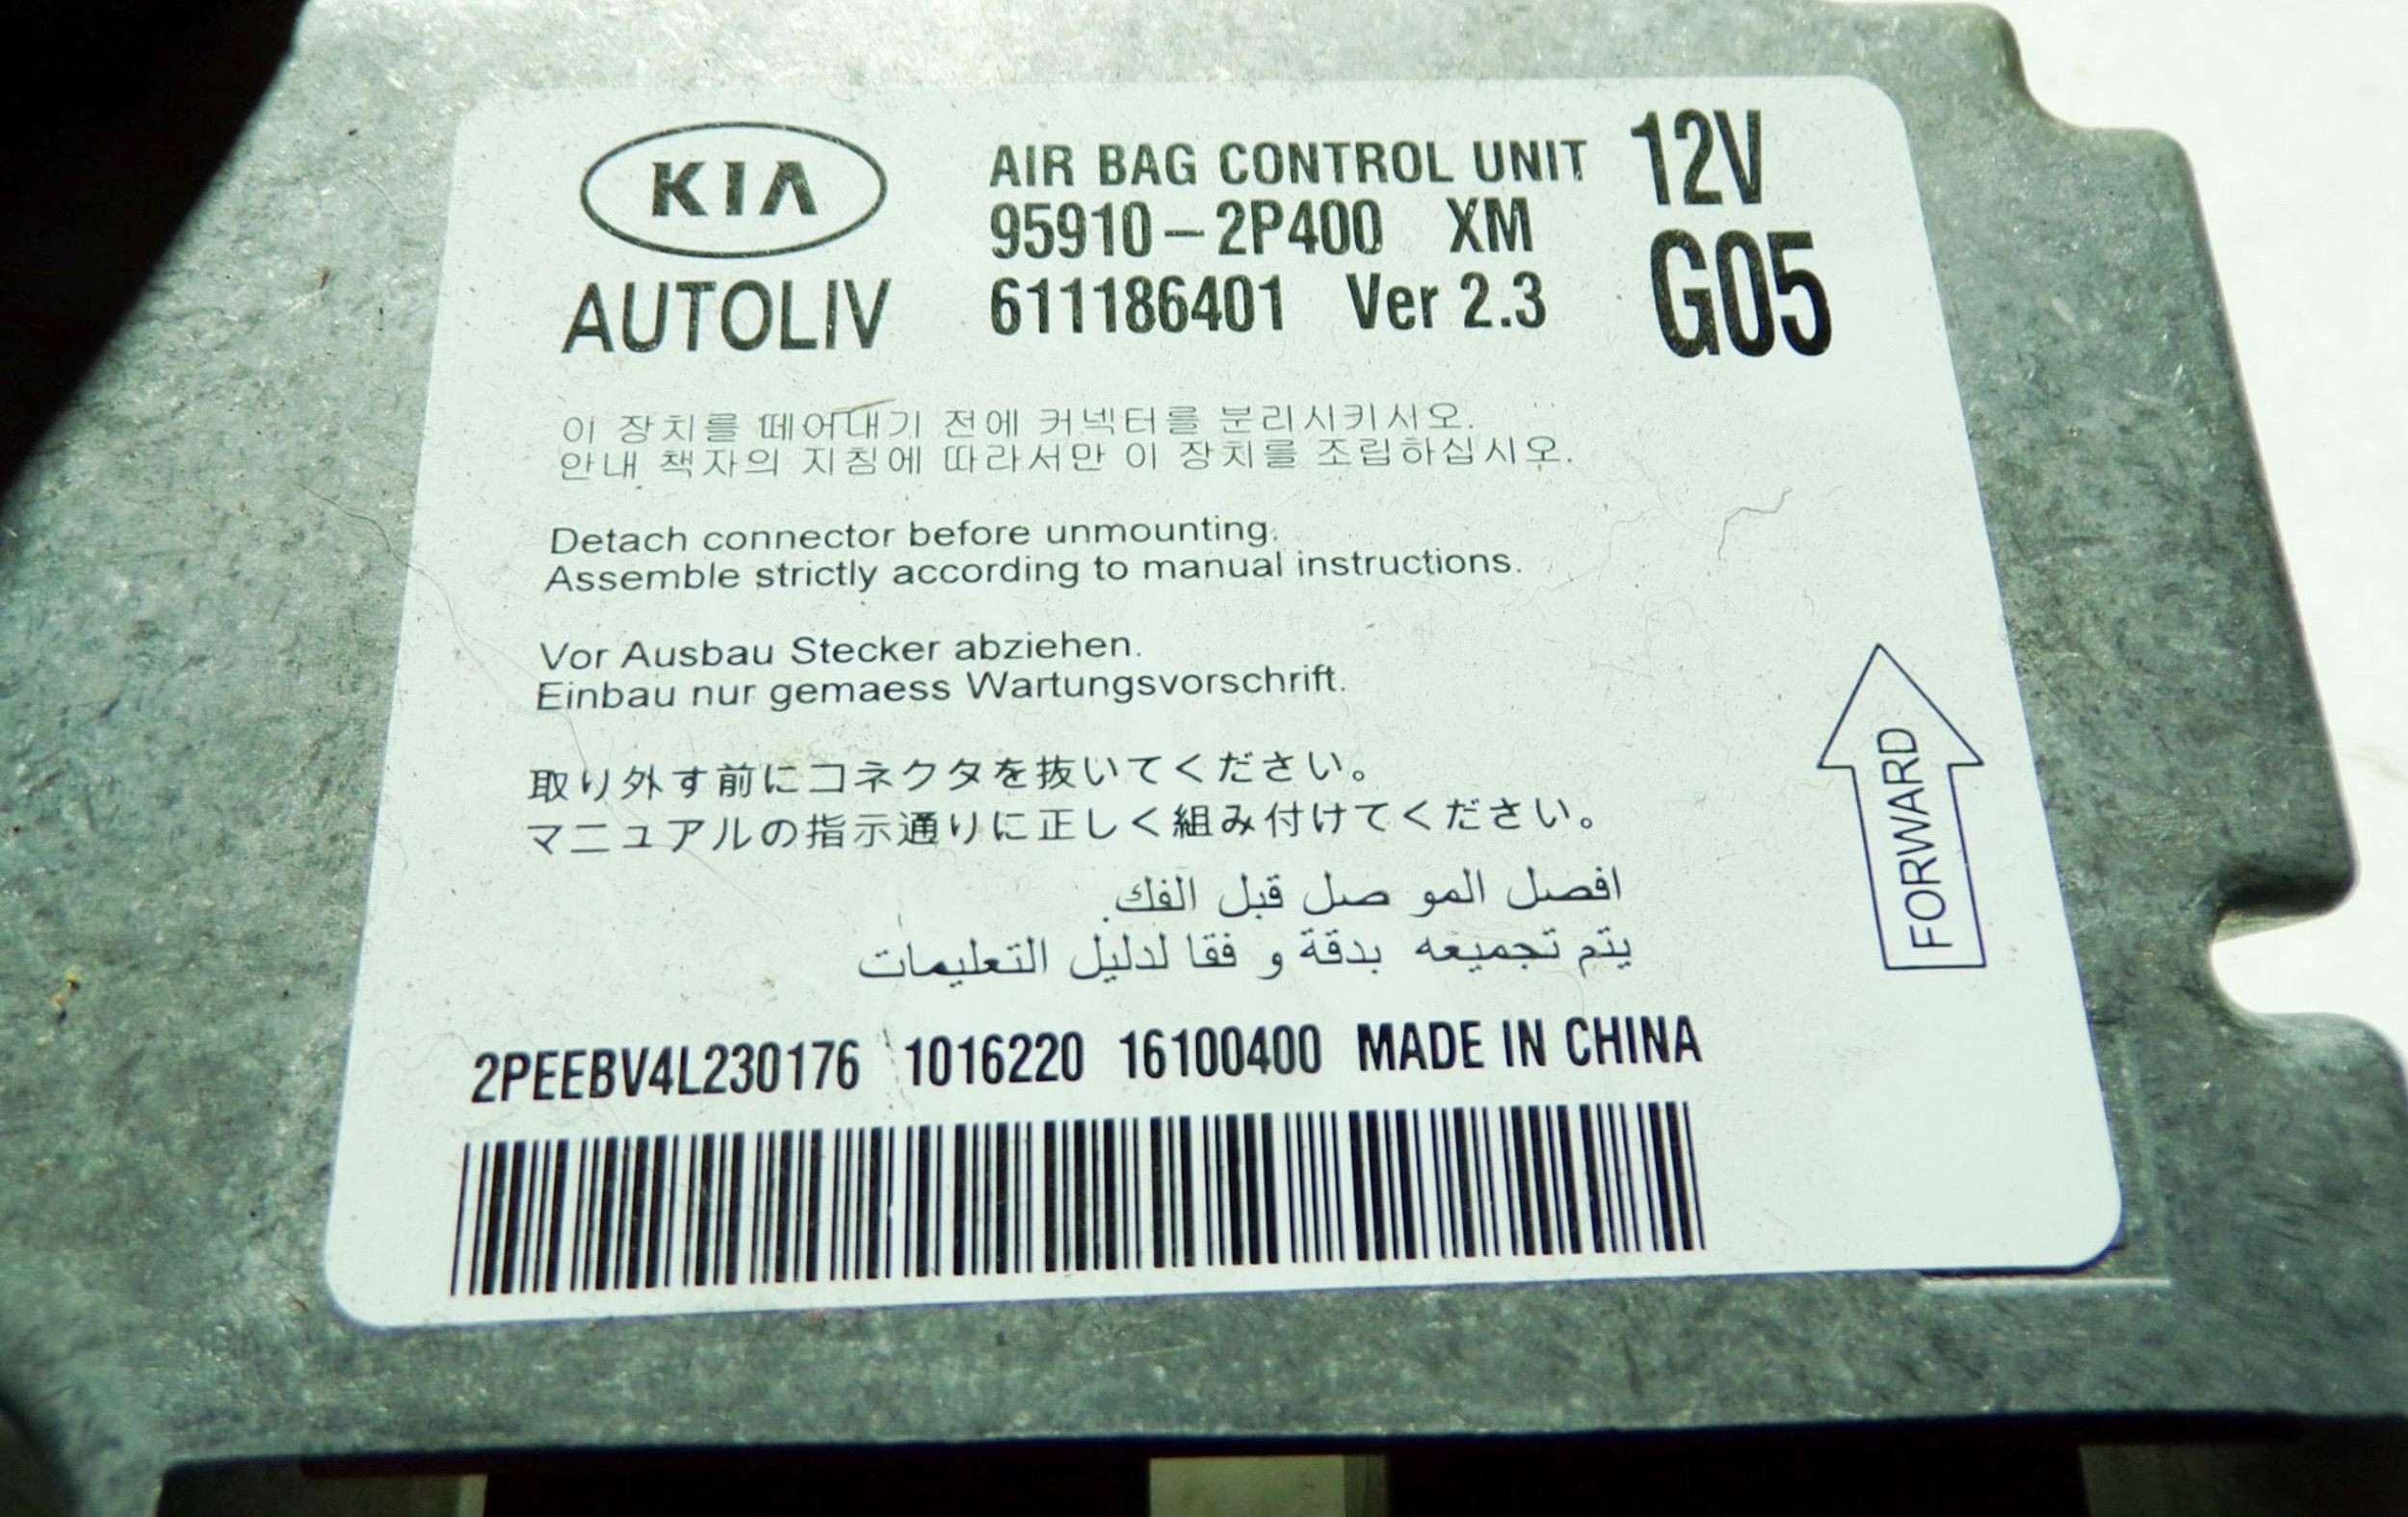 KIA
AUTOLIV
AIR BAG CONTROL UNIT
95910-2P400 XM
611186401 Ver 2.3
12V
G05
이 장치를 떼어내기 전에 커넥터를 분리시키시오.
안내 책자의 지침에 따라서만 이 장치를 조립하십시오.
Detach connector before unmounting.
Assemble strictly according to manual instructions.
Vor Ausbau Stecker abziehen.
Einbau nur gemaess Wartungsvorschrift.
取り外す前にコネクタを抜いてください。
マニュアルの指示通りに正しく組み付けてください。
افصل المو صل قبل الفك.
يتم تجميعه بدقة و فقا لدليل التعليمات
FORWARD
2PEEBV4L230176 1016220 16100400 MADE IN CHINA